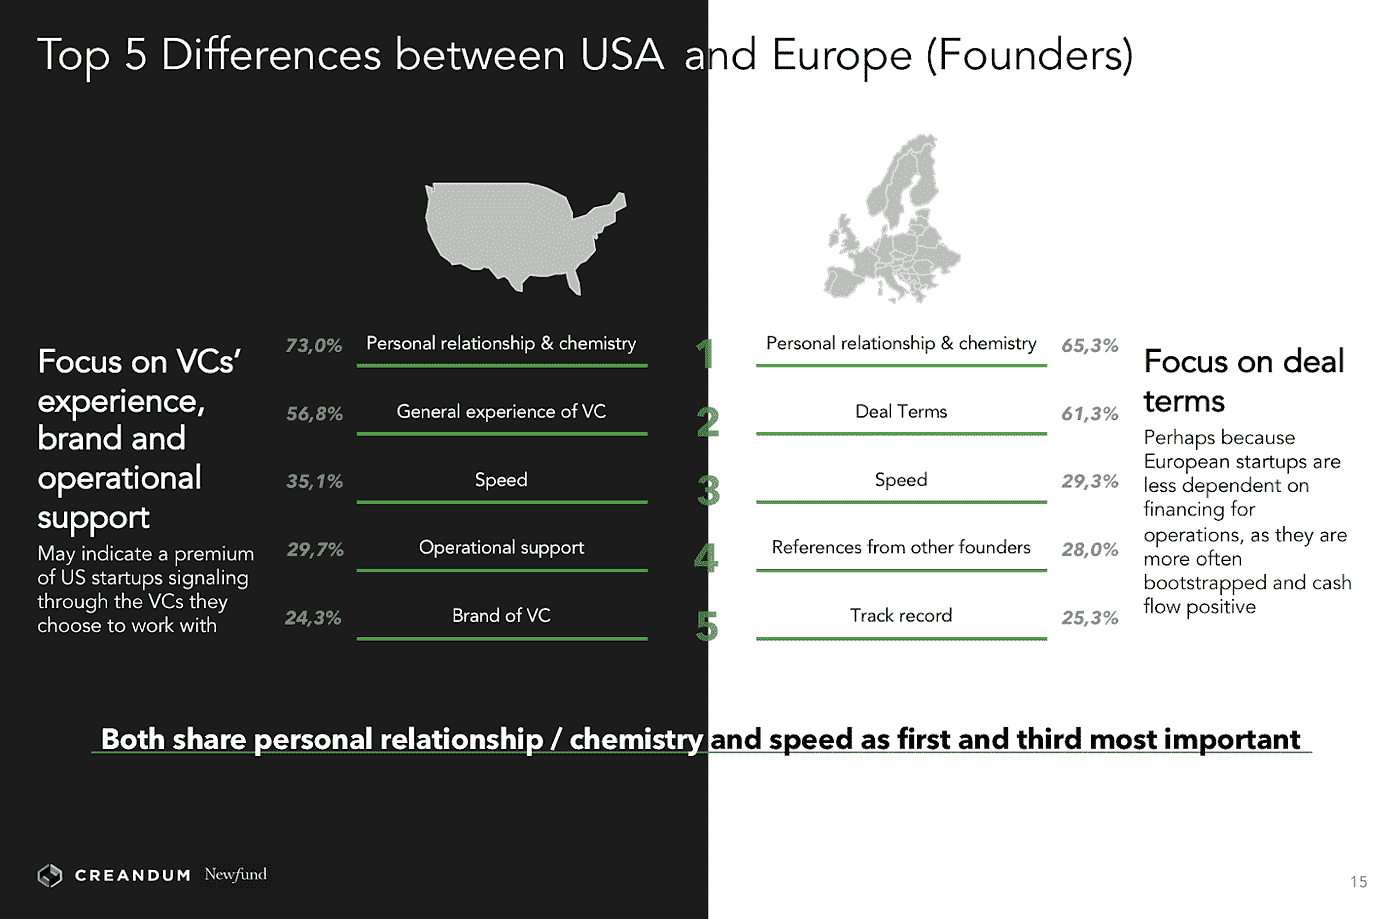 Top 5 Differences between USA and Europe (Founders)
Focus on VCs’
experience,
brand and
operational
support
May indicate a premium
of US startups signaling
through the VCs they
choose to work with
73,0% Personal relationship & chemistry 1 Personal relationship & chemistry 65,3%
56,8% General experience of VC 2 Deal Terms 61,3%
35,1% Speed 3 Speed 29,3%
29,7% Operational support 4 References from other founders 28,0%
24,3% Brand of VC 5 Track record 25,3%
Focus on deal
terms
Perhaps because
European startups are
less dependent on
financing for
operations, as they are
more often
bootstrapped and cash
flow positive
Both share personal relationship / chemistry and speed as first and third most important
CREANDUM Newfund
15